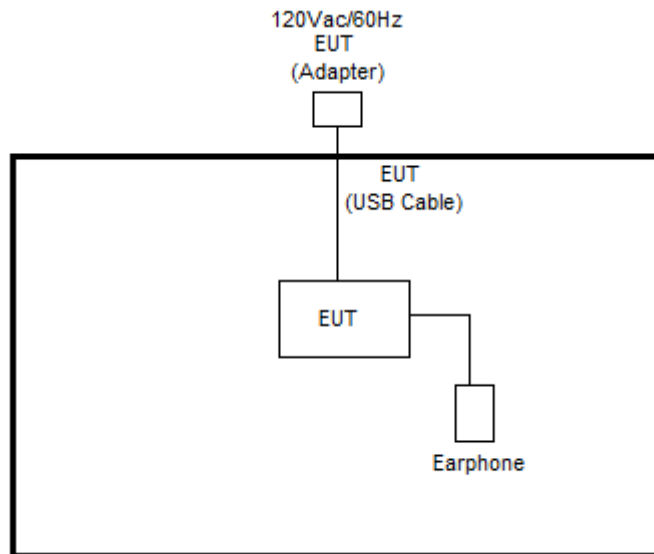 120Vac/60Hz
EUT
(Adapter)
EUT
(USB Cable)
EUT
Earphone